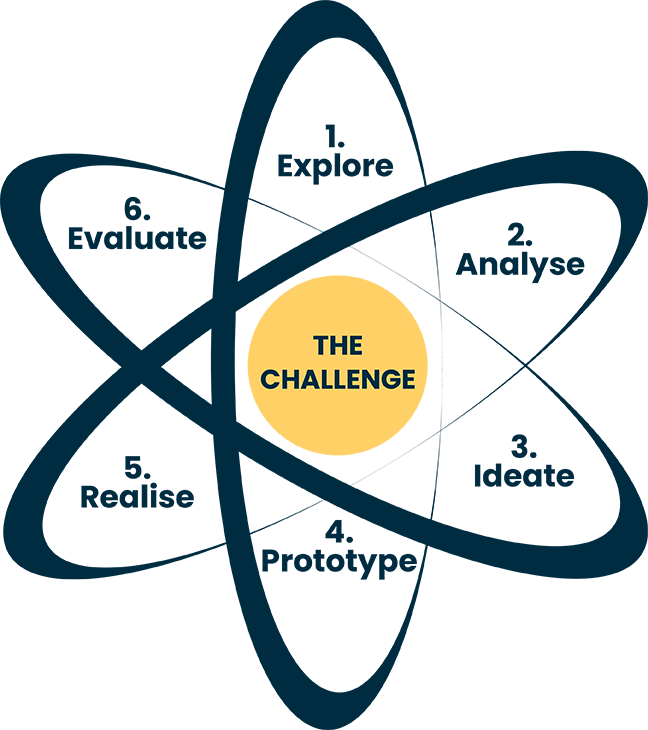 1.
Explore
2.
Analyse
3.
Ideate
4.
Prototype
5.
Realise
6.
Evaluate
THE
CHALLENGE